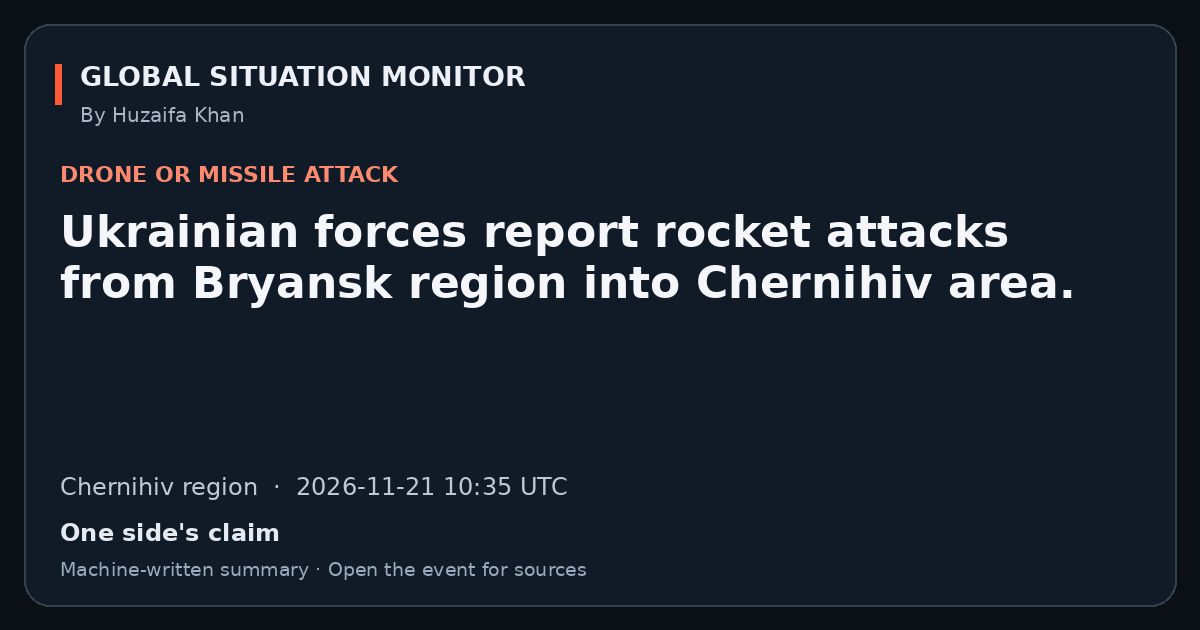 GLOBAL SITUATION MONITOR
By Huzaifa Khan
DRONE OR MISSILE ATTACK
Ukrainian forces report rocket attacks
from Bryansk region into Chernihiv area.
Chernihiv region · 2026-11-21 10:35 UTC
One side's claim
Machine-written summary · Open the event for sources